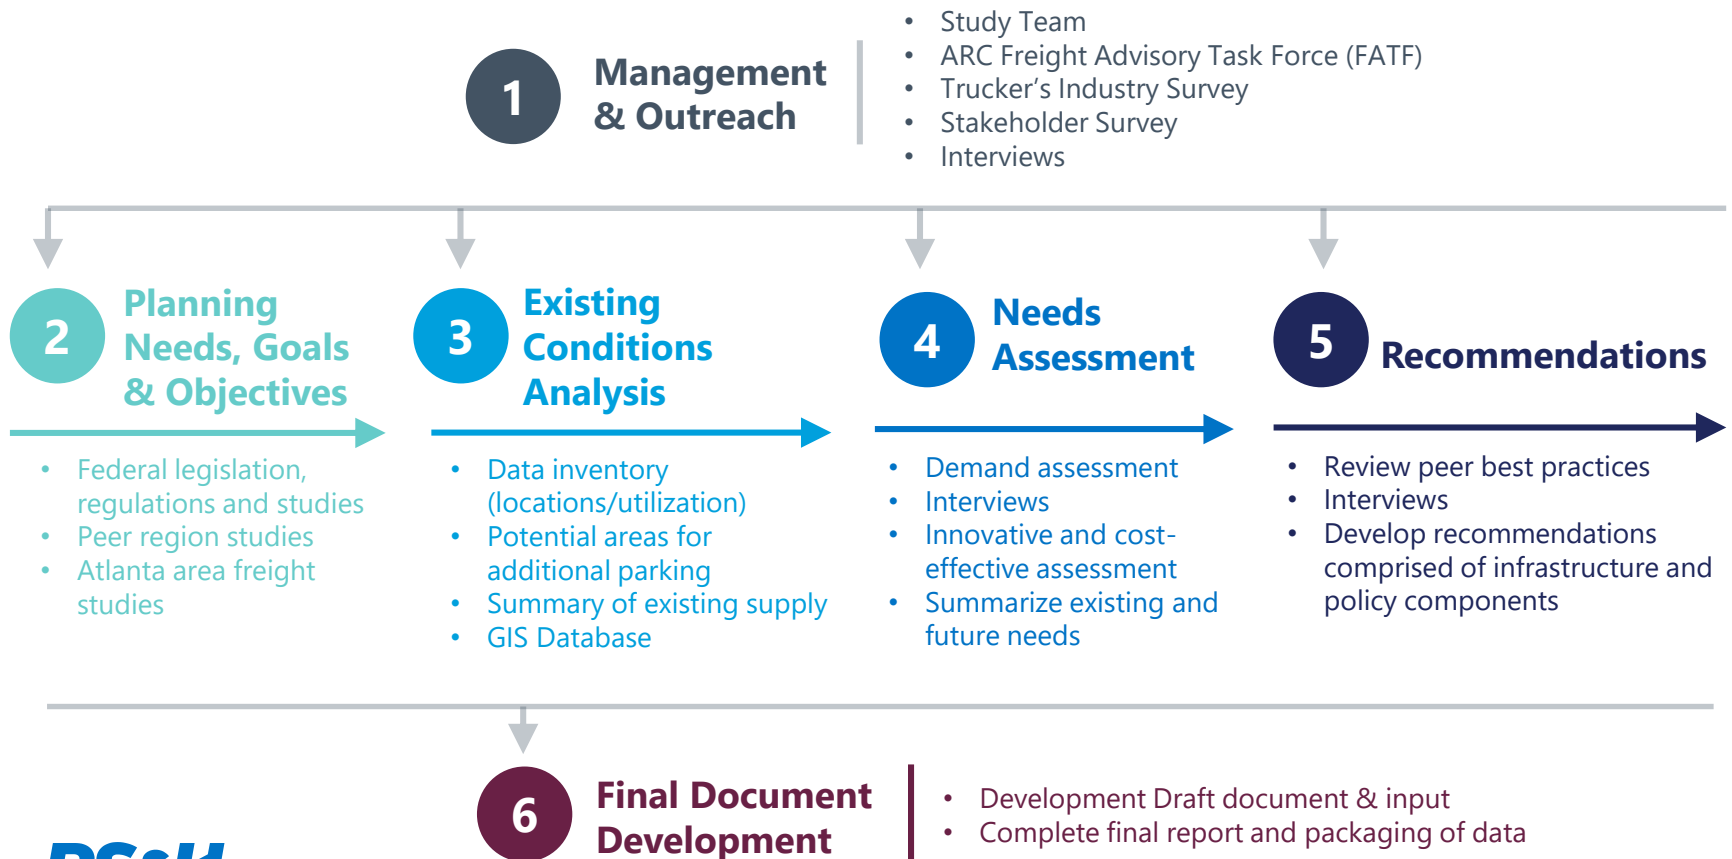 1
Management
& Outreach
• Study Team
• ARC Freight Advisory Task Force (FATF)
• Trucker's Industry Survey
• Stakeholder Survey
• Interviews
2
Planning
Needs, Goals
& Objectives
• Federal legislation,
regulations and studies
• Peer region studies
• Atlanta area freight
studies
3
Existing
Conditions
Analysis
• Data inventory
(locations/utilization)
• Potential areas for
additional parking
• Summary of existing supply
• GIS Database
4
Needs
Assessment
• Demand assessment
• Interviews
• Innovative and cost-
effective assessment
• Summarize existing and
future needs
5
Recommendations
• Review peer best practices
• Interviews
• Develop recommendations
comprised of infrastructure and
policy components
6
Final Document
Development
• Development Draft document & input
• Complete final report and packaging of data